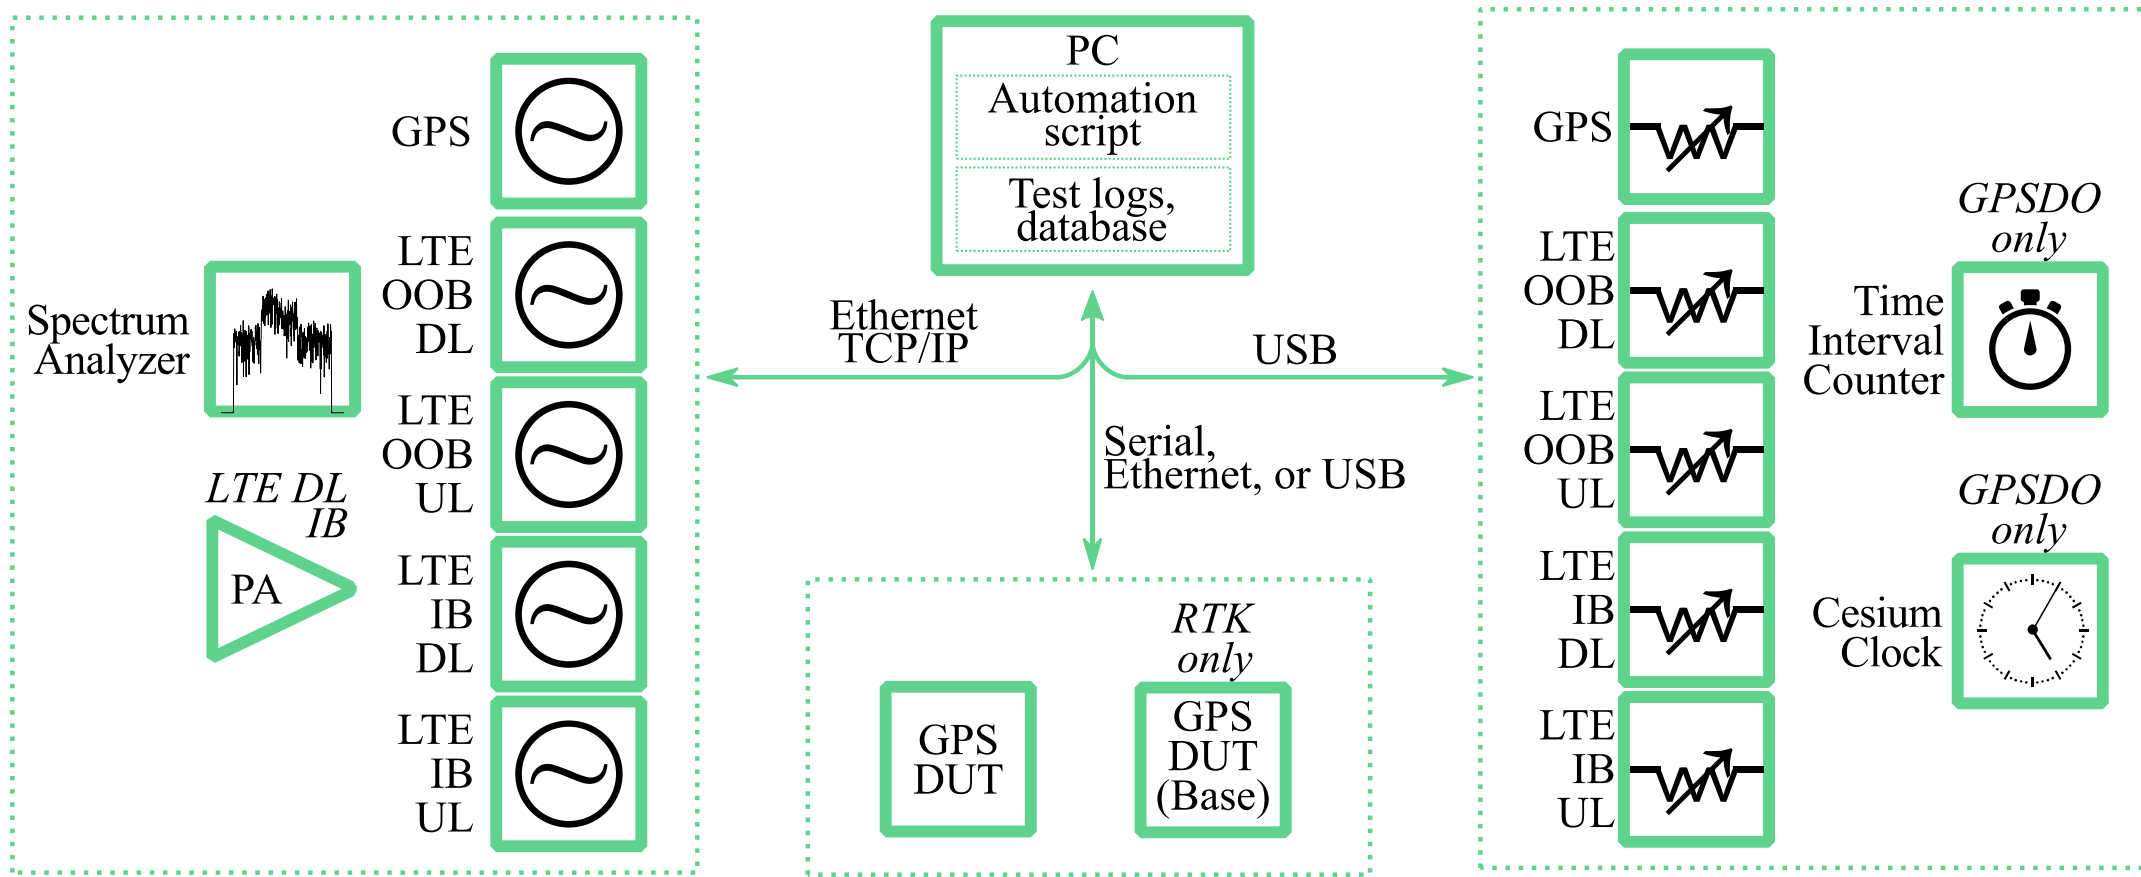 GPS
LTE
OOB
DL
Spectrum
Analyzer
LTE
OOB
UL
LTE DL
IB
PA
LTE
IB
DL
LTE
IB
UL
PC
Automation
script
Test logs,
database
Ethernet
TCP/IP
USB
Serial,
Ethernet, or USB
RTK
only
GPS
DUT
GPS
DUT
(Base)
GPS
LTE
OOB
DL
LTE
OOB
UL
LTE
IB
DL
LTE
IB
UL
GPSDO
only
Time
Interval
Counter
GPSDO
only
Cesium
Clock